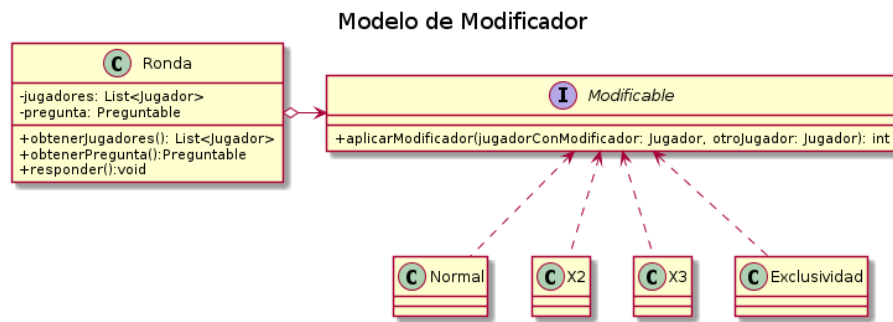 Modelo de Modificador
C Ronda
-jugadores: List<Jugador>
-pregunta: Preguntable
+obtenerJugadores(): List<Jugador>
+obtenerPregunta():Preguntable
+responder():void
I Modificable
+aplicarModificador(jugadorConModificador: Jugador, otroJugador: Jugador): int
C Normal
C X2
C X3
C Exclusividad